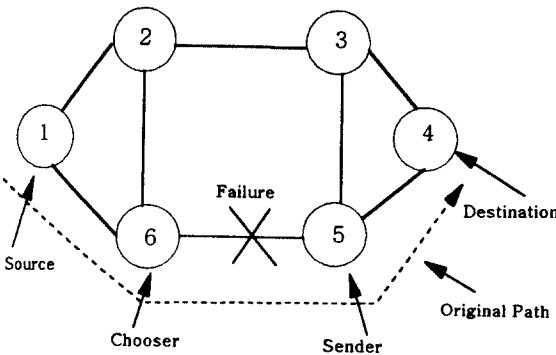 2
3
1
4
Failure
6
5
Destination
Source
Original Path
Chooser
Sender